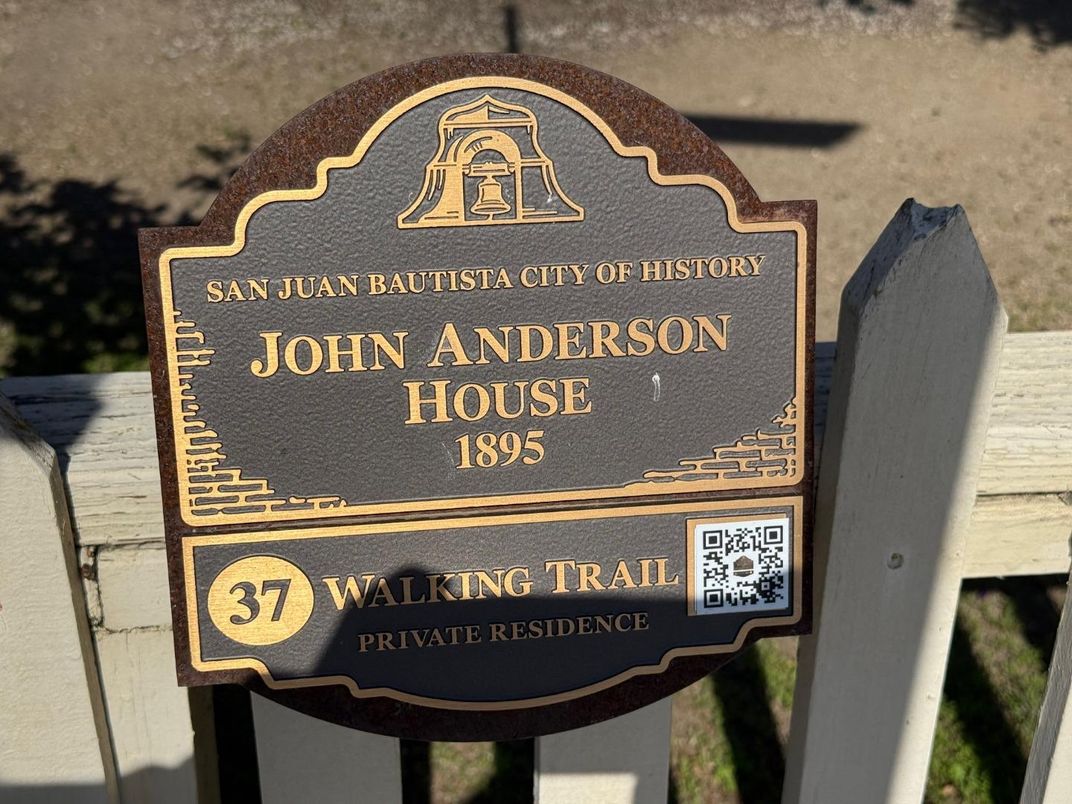 SAN JUAN BAUTISTA CITY OF HISTORY
JOHN ANDERSON
HOUSE
1895
37 WALKING TRAIL
PRIVATE RESIDENCE